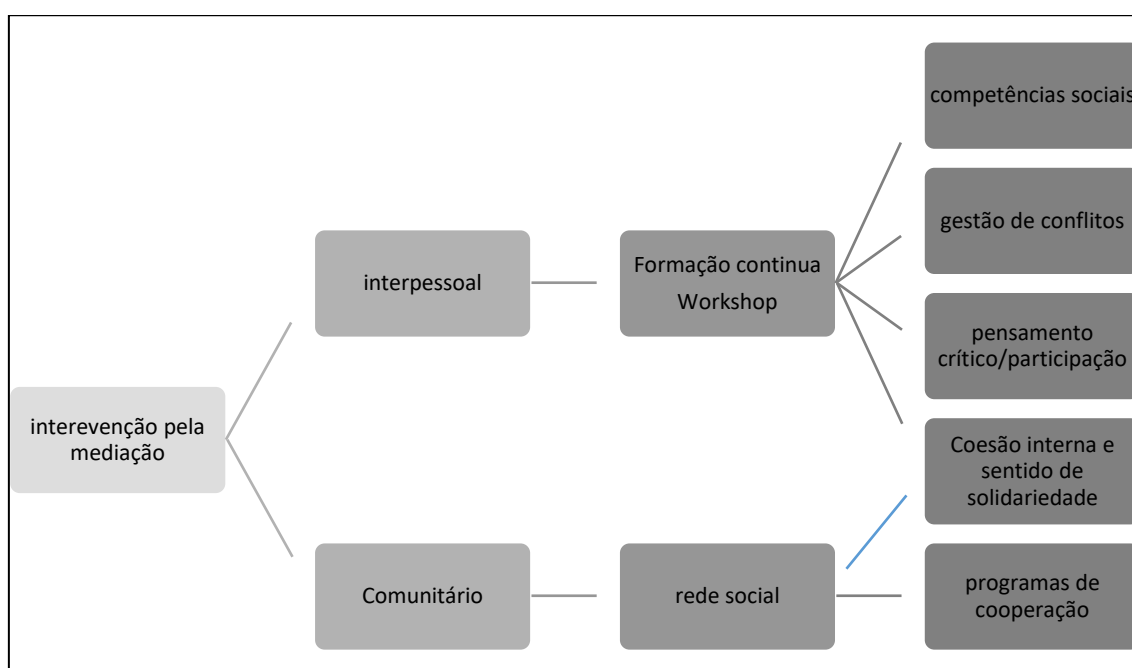 competências sociais
gestão de conflitos
interpessoal
Formação continua
Workshop
pensamento
crítico/participação
interevenção pela
mediação
Coesão interna e
sentido de
solidariedade
Comunitário
rede social
programas de
cooperação